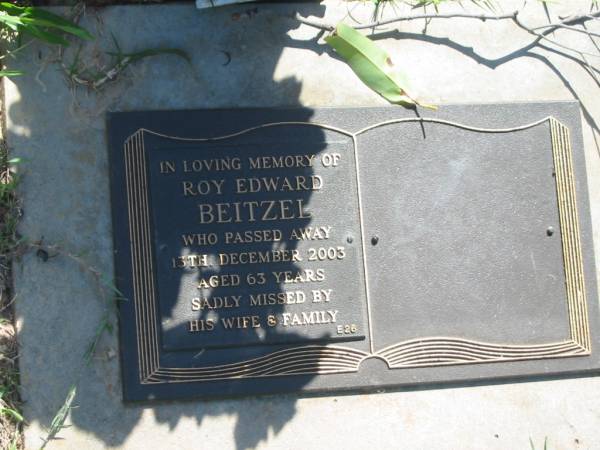 IN LOVING MEMORY OF
ROY EDWARD
BEITZEL
WHO PASSED AWAY
13TH. DECEMBER 2003
AGED 63 YEARS
SADLY MISSED BY
HIS WIFE & FAMILY
E26